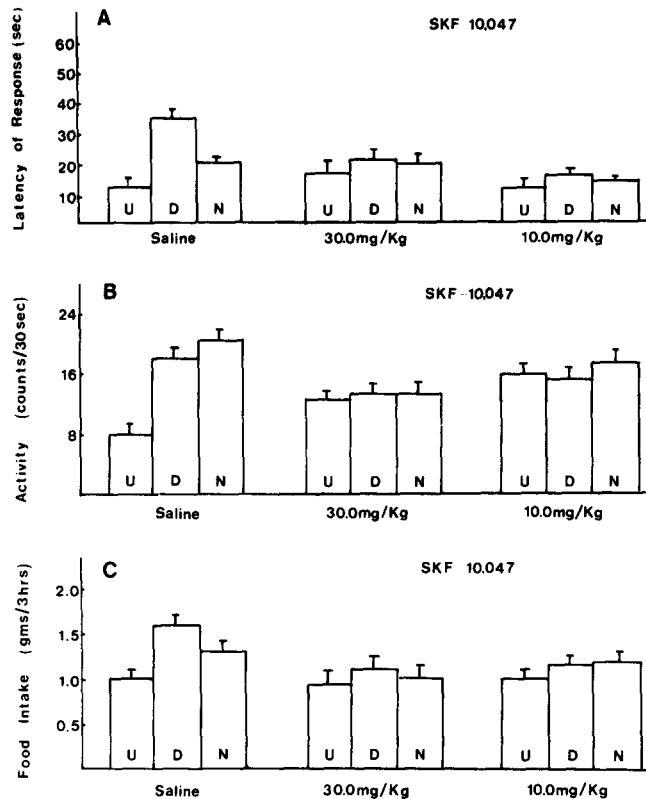 A
SKF 10,047
Latency of Response (sec)
60
50
40
30
20
10
U D N U D N U D N
Saline 30.0mg/Kg 10.0mg/Kg
B
SKF -10,047
Activity (counts/30sec)
24
16
8
U D N U D N U D N
Saline 30.0mg/Kg 10.0mg/Kg
C
SKF 10.047
Food Intake (gms/3hrs)
2.0
1.5
1.0
0.5
U D N U D N U D N
Saline 30.0mg/Kg 10.0mg/Kg